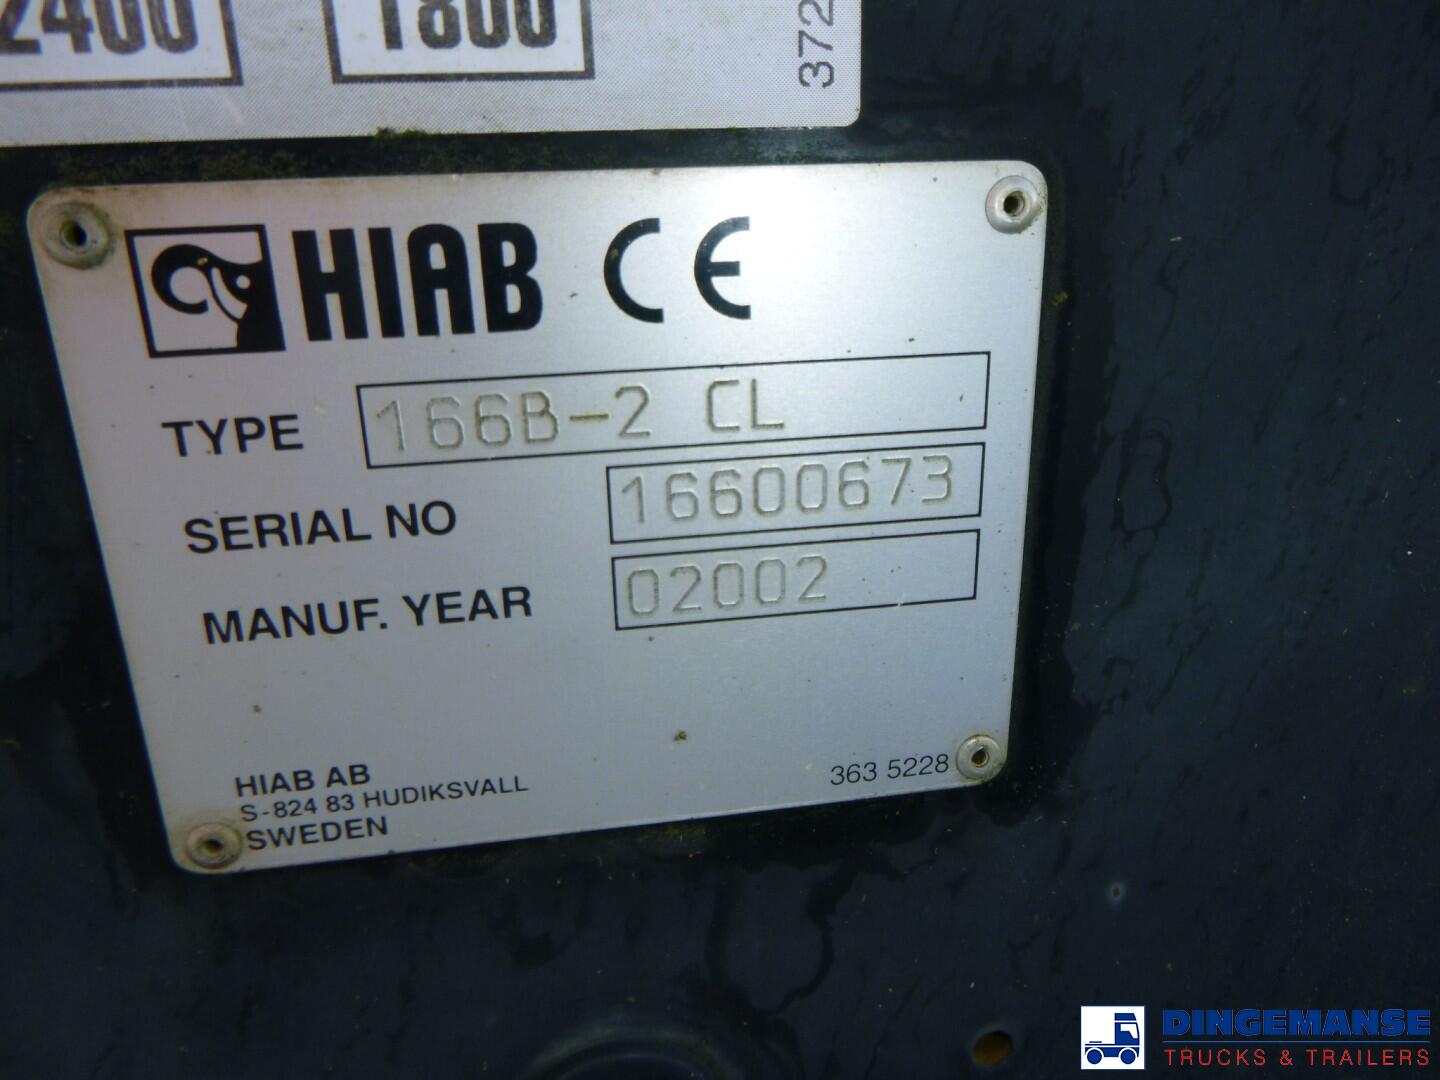 2400 1800
372
HIAB CE
TYPE 166B-2 CL
SERIAL NO 16600673
MANUF. YEAR 02002
HIAB AB
S-824 83 HUDIKSVALL
SWEDEN
363 5228
DINGEMANSE
TRUCKS & TRAILERS